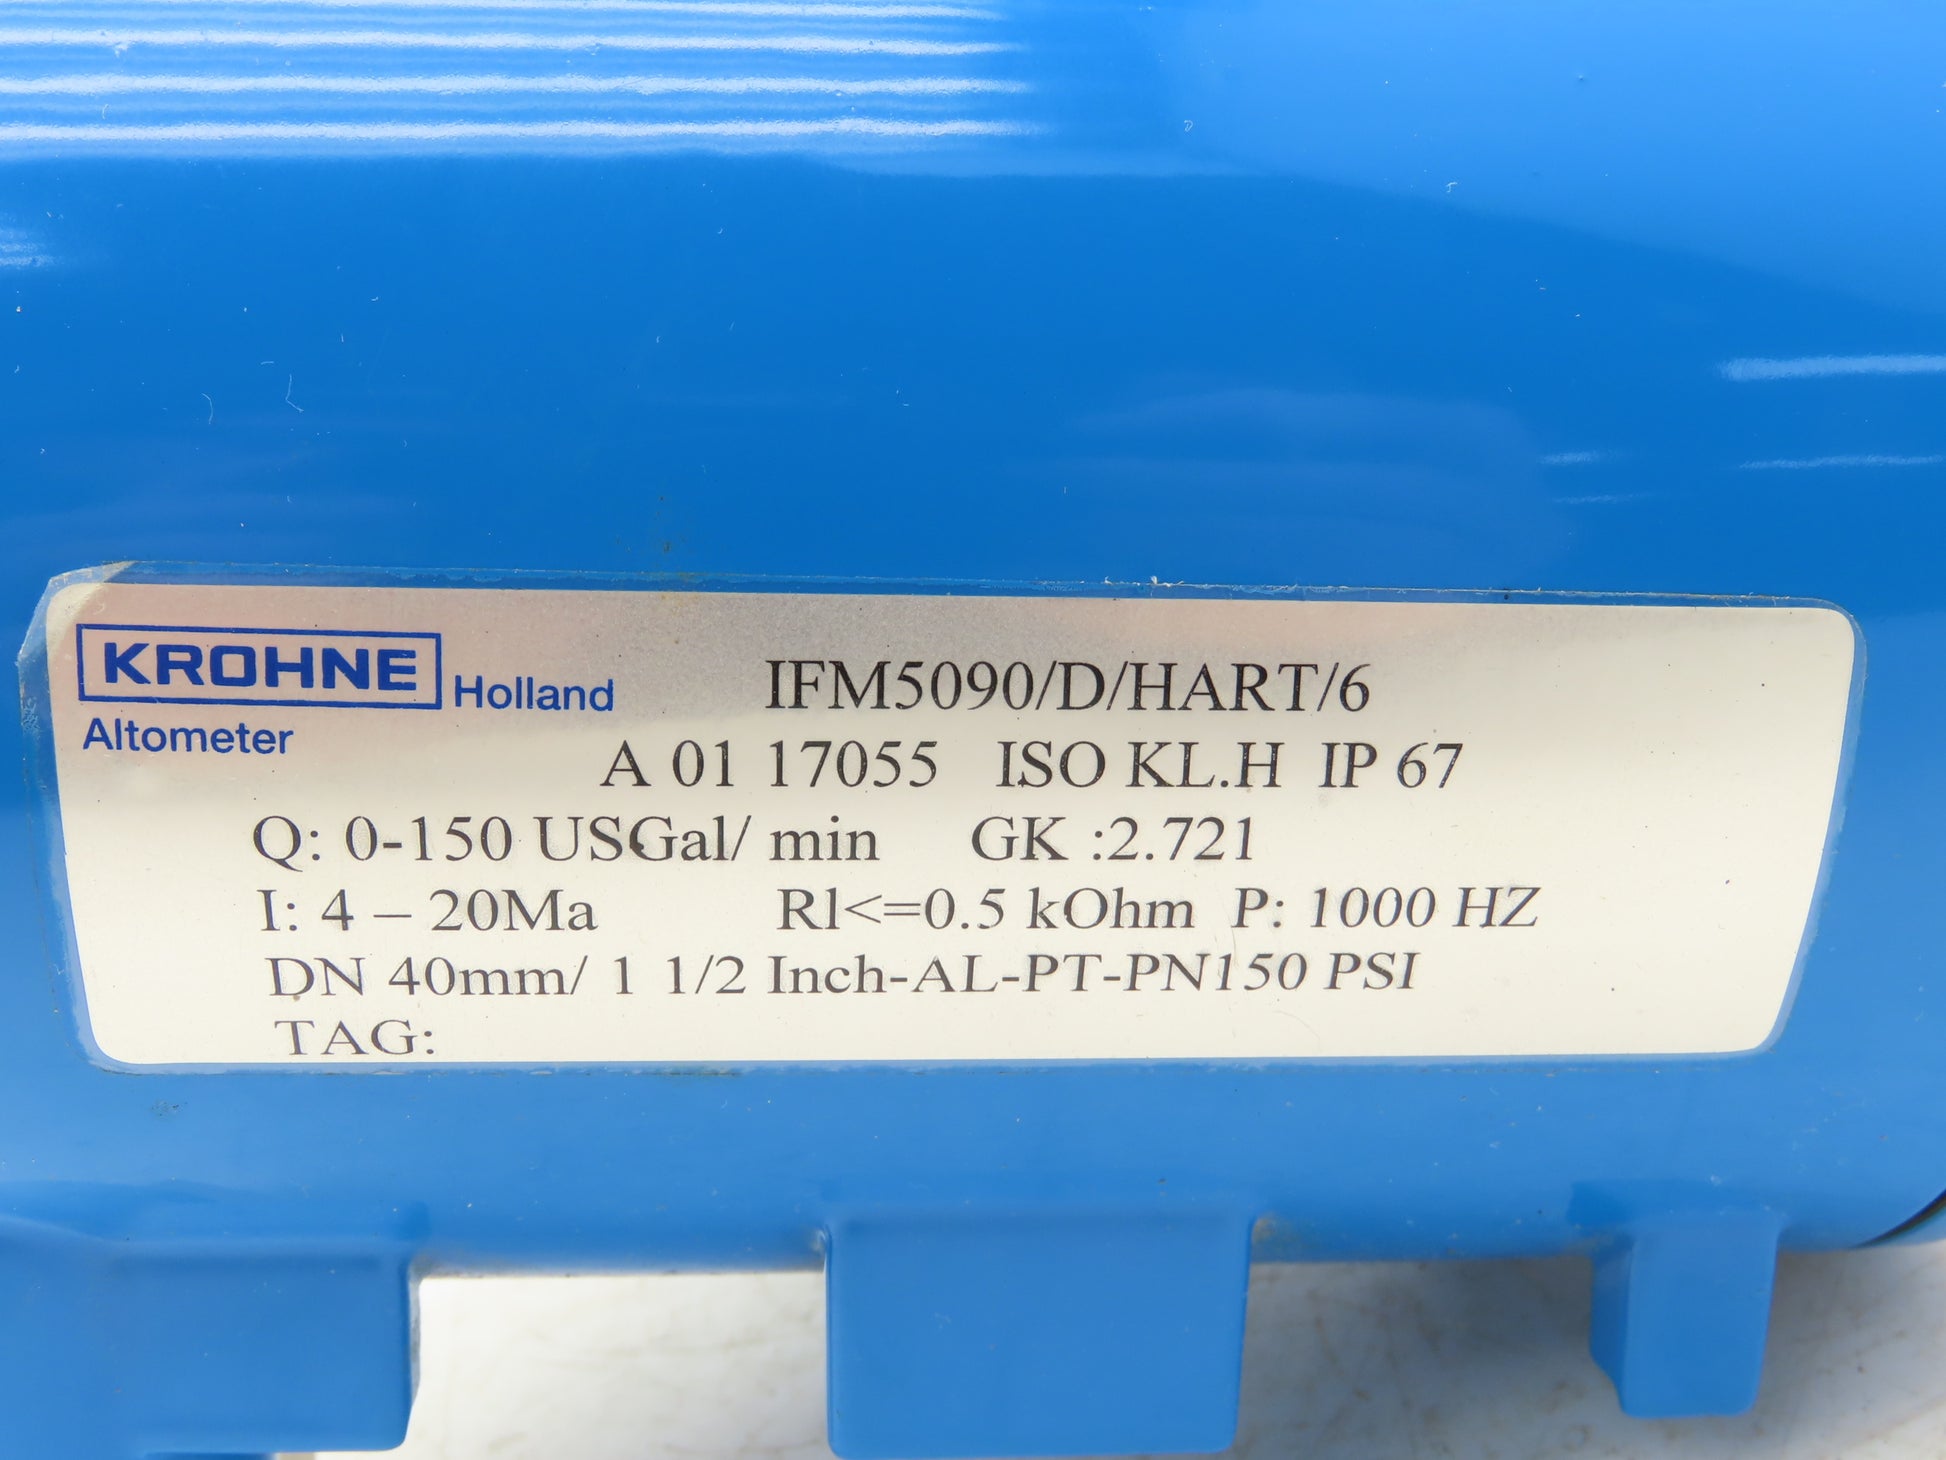 KROHNE Holland IFM5090/D/HART/6
Altometer
A 01 17055 ISO KL.H IP 67
Q: 0-150 USGal/ min GK :2.721
I: 4 – 20Ma Rl<=0.5 kOhm P: 1000 HZ
DN 40mm/ 1 1/2 Inch-AL-PT-PN150 PSI
TAG: